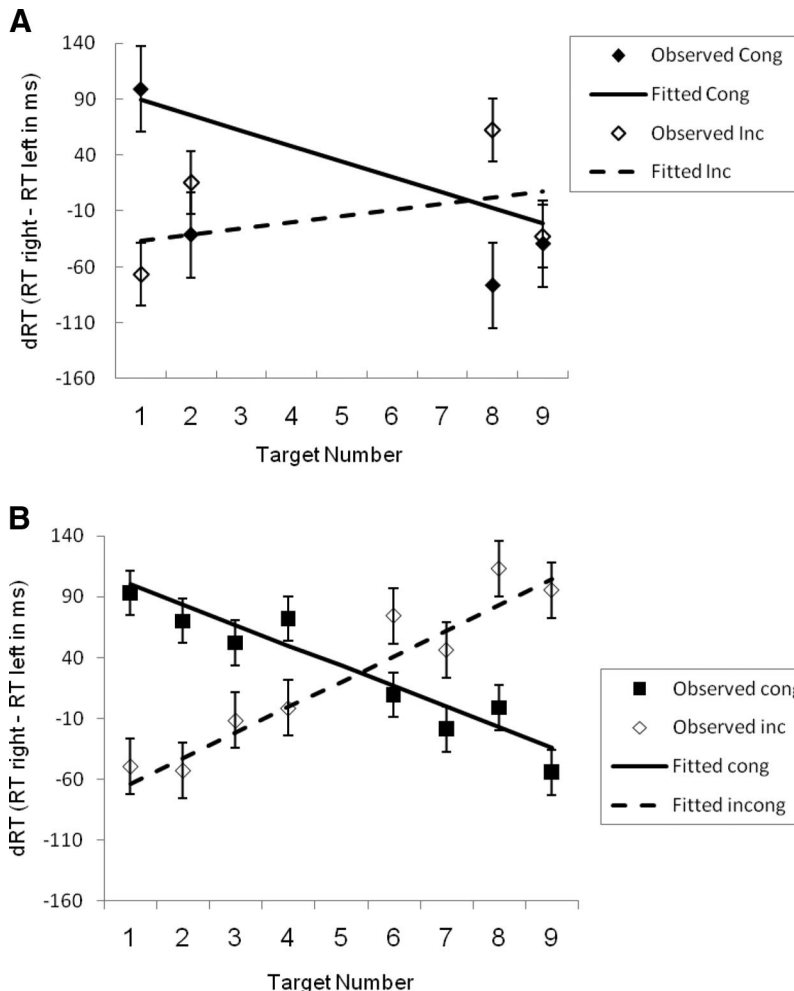 A
140
90
40
-10
-60
-110
-160
dRT (RT right - RT left in ms)
1 2 3 4 5 6 7 8 9
Target Number
Observed Cong
Fitted Cong
Observed Inc
Fitted Inc
B
140
90
40
-10
-60
-110
-160
dRT (RT right - RT left in ms)
1 2 3 4 5 6 7 8 9
Target Number
Observed cong
Observed inc
Fitted cong
Fitted incong